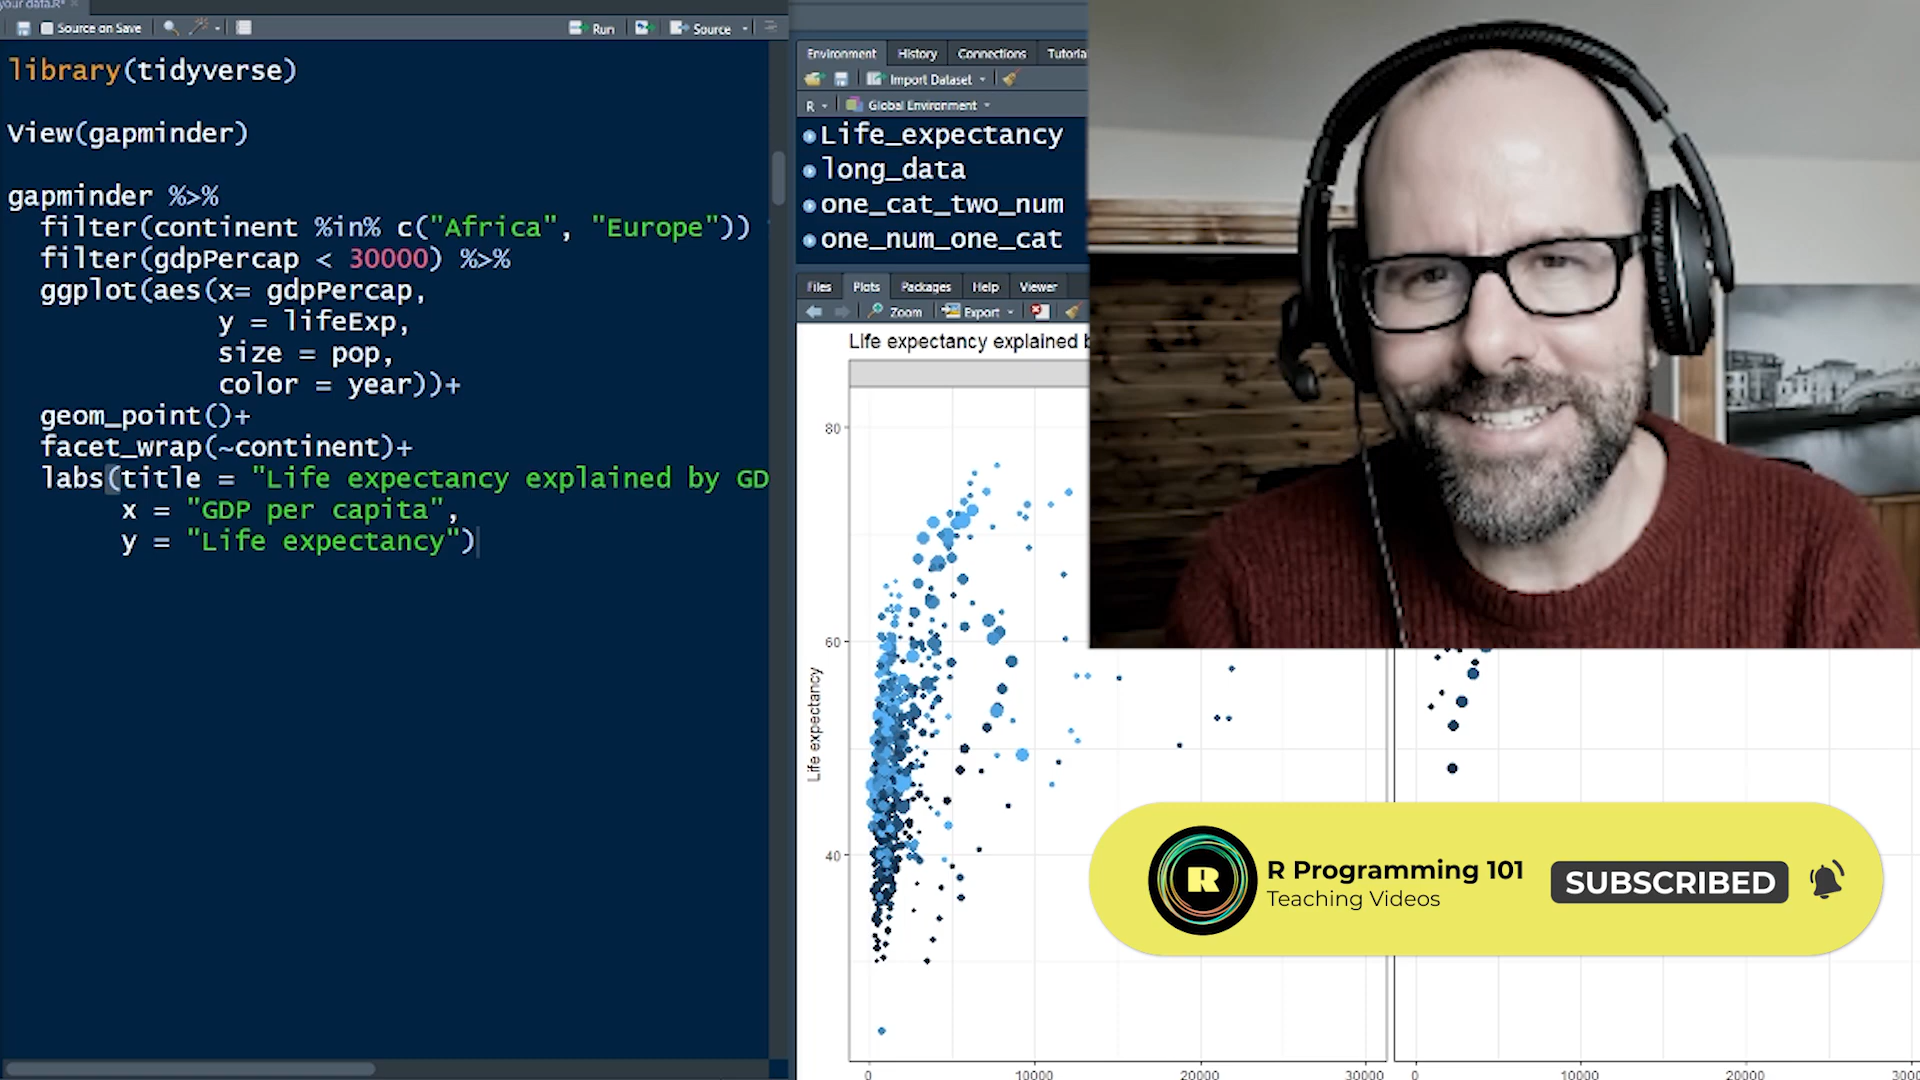 your data.R*
Source on Save
Run
Source
library(tidyverse)
View(gapminder)
gapminder %>%
filter(continent %in% c("Africa", "Europe"))
filter(gdpPercap < 30000) %>%
ggplot(aes(x= gdpPercap,
y = lifeExp,
size = pop,
color = year))+
geom_point()+
facet_wrap(~continent)+
labs(title = "Life expectancy explained by GD
x = "GDP per capita",
y = "Life expectancy")
Environment History Connections Tutoria
Import Dataset
R Global Environment
Life_expectancy
long_data
one_cat_two_num
one_num_one_cat
Files Plots Packages Help Viewer
Zoom Export
Life expectancy explained b
80
60
40
Life expectancy
0 10000 20000 30000 0 10000 20000 3000
R
R Programming 101
Teaching Videos
SUBSCRIBED